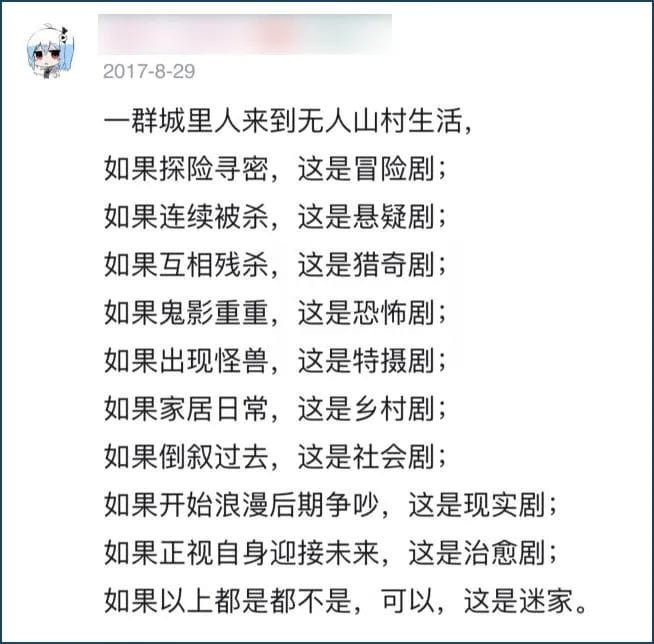 2017-8-29
一群城里人来到无人山村生活，
如果探险寻密，这是冒险剧；
如果连续被杀，这是悬疑剧；
如果互相残杀，这是猎奇剧；
如果鬼影重重，这是恐怖剧；
如果出现怪兽，这是特摄剧；
如果家居日常，这是乡村剧；
如果倒叙过去，这是社会剧；
如果开始浪漫后期争吵，这是现实剧；
如果正视自身迎接未来，这是治愈剧；
如果以上都是都不是，可以，这是迷家。